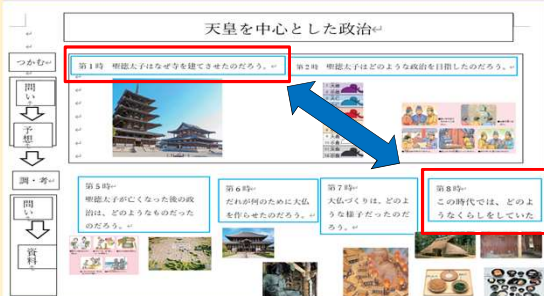 天皇を中心とした政治
つかむ
問い
予想
調・考
問い
資料
第1時 聖徳太子はなぜ寺を建てさせたのだろう。
第2時 聖徳太子はどのような政治を目指したのだろう。
第5時
聖徳太子が亡くなった後の政
治は、どのようなものだった
のだろう。
第6時
だれが何のために大仏
を作らせたのだろう。
第7時
大仏づくりは、どのよ
うな様子だったのだ
ろう。
第8時
この時代では、どのよ
うなくらしをしていた